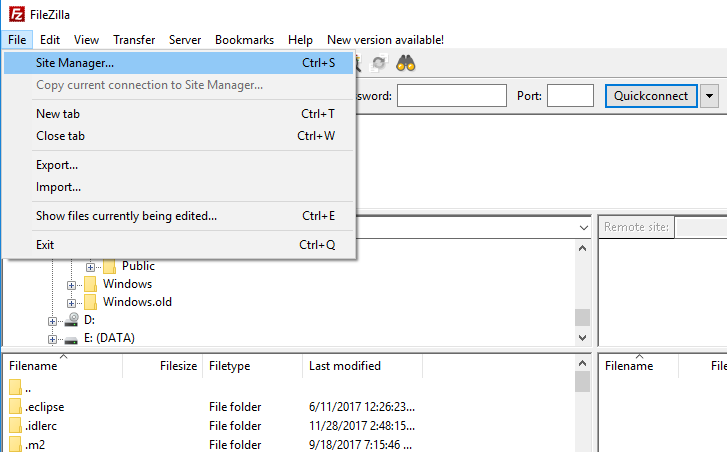 FileZilla
File Edit View Transfer Server Bookmarks Help New version available!
Site Manager... Ctrl+S
Copy current connection to Site Manager...
sword: Port: Quickconnect
New tab Ctrl+T
Close tab Ctrl+W
Export...
Import...
Show files currently being edited... Ctrl+E
Remote site:
Exit Ctrl+Q
Public
Windows
Windows.old
D:
E: (DATA)
Filename Filesize Filetype Last modified Filename File
..
.eclipse File folder 6/11/2017 12:26:23...
.idlerc File folder 11/28/2017 2:48:15...
.m2 File folder 9/18/2017 7:15:46 ...